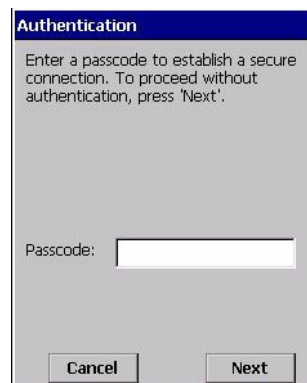 Authentication
Enter a passcode to establish a secure
connection. To proceed without
authentication, press 'Next'.
Passcode:
Cancel Next